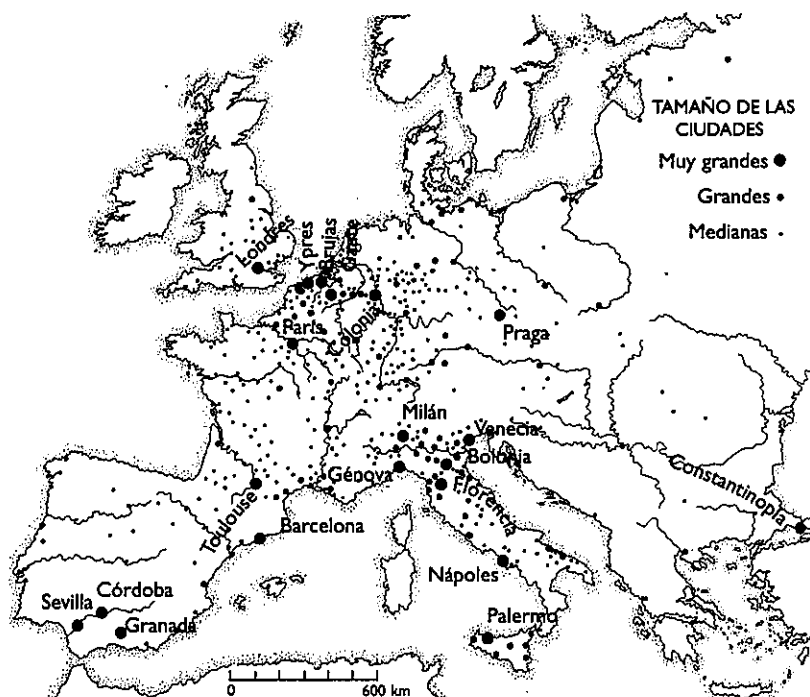 TAMAÑO DE LAS
CIUDADES
Muy grandes
Grandes
Medianas
Londres
Ypres
Brujas
Gante
París
Colonia
Praga
Milán
Venecia
Bolonia
Génova
Florencia
Constantinopla
Toulouse
Barcelona
Nápoles
Córdoba
Sevilla
Granada
Palermo
0 600 km